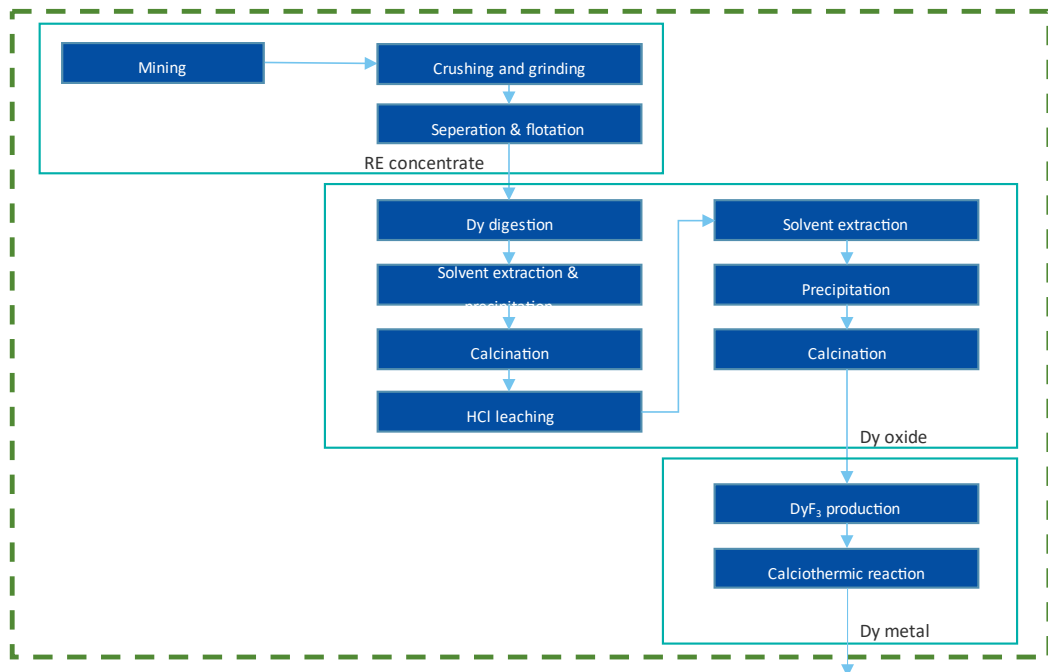 Mining
Crushing and grinding
Seperation & flotation
RE concentrate
Dy digestion
Solvent extraction &
precipitation
Calcination
HCl leaching
Solvent extraction
Precipitation
Calcination
Dy oxide
DyF₃ production
Calciothermic reaction
Dy metal